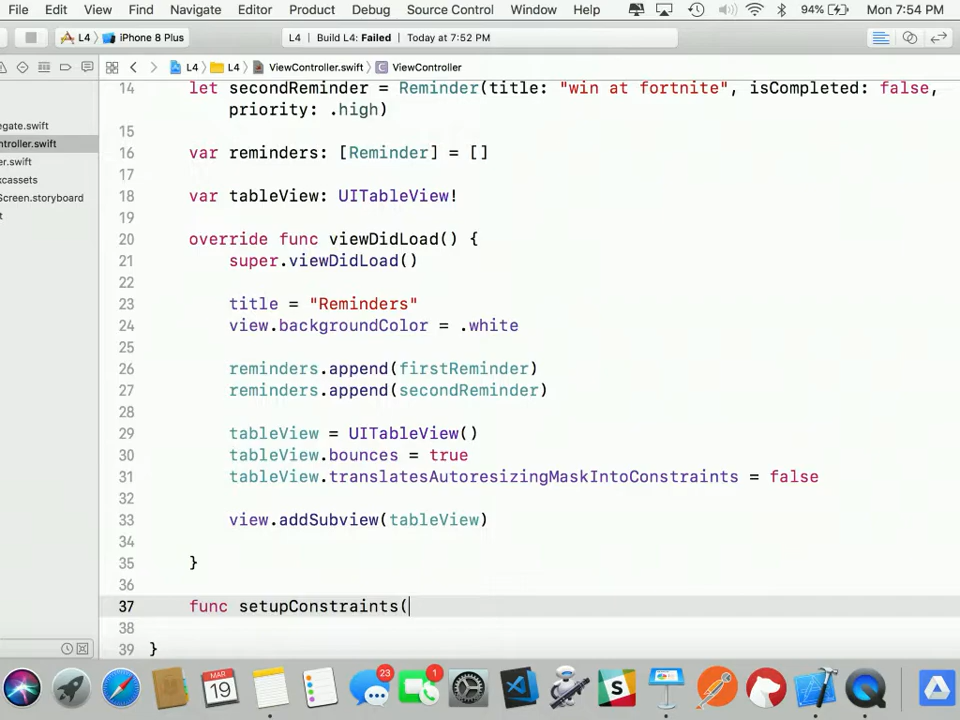 File Edit View Find Navigate Editor Product Debug Source Control Window Help 94% Mon 7:54 PM
L4 iPhone 8 Plus L4 Build L4: Failed Today at 7:52 PM
L4 L4 ViewController.swift C ViewController
egate.swift
ontroller.swift
er.swift
xcassets
Screen.storyboard
t
14 let secondReminder = Reminder(title: "win at fortnite", isCompleted: false,
priority: .high)
15
16 var reminders: [Reminder] = []
17
18 var tableView: UITableView!
19
20 override func viewDidLoad() {
21 super.viewDidLoad()
22
23 title = "Reminders"
24 view.backgroundColor = .white
25
26 reminders.append(firstReminder)
27 reminders.append(secondReminder)
28
29 tableView = UITableView()
30 tableView.bounces = true
31 tableView.translatesAutoresizingMaskIntoConstraints = false
32
33 view.addSubview(tableView)
34
35 }
36
37 func setupConstraints(
38
39 }
MAR
19
23
1
S